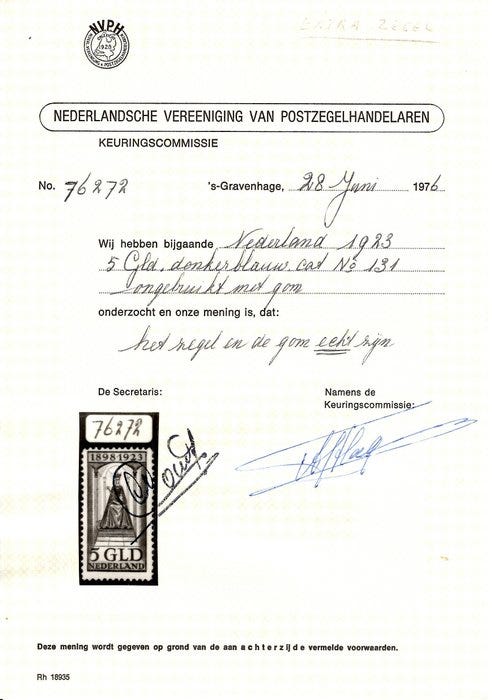 NVPH
1928
EXTRA ZEGEL
NEDERLANDSCHE VEREENIGING VAN POSTZEGELHANDELAREN
KEURINGSCOMMISSIE
No. 76272 's-Gravenhage, 28 Juni 1976
Wij hebben bijgaande Nederland 1923
5 Gld. donkerblauw. cat No 131
ongebruikt met gom
onderzocht en onze mening is, dat:
het zegel en de gom echt zijn
De Secretaris: Namens de
Keuringscommissie:
76272
1898 1923
5 GLD
NEDERLAND
Deze mening wordt gegeven op grond van de aan achterzijde vermelde voorwaarden.
Rh 18935